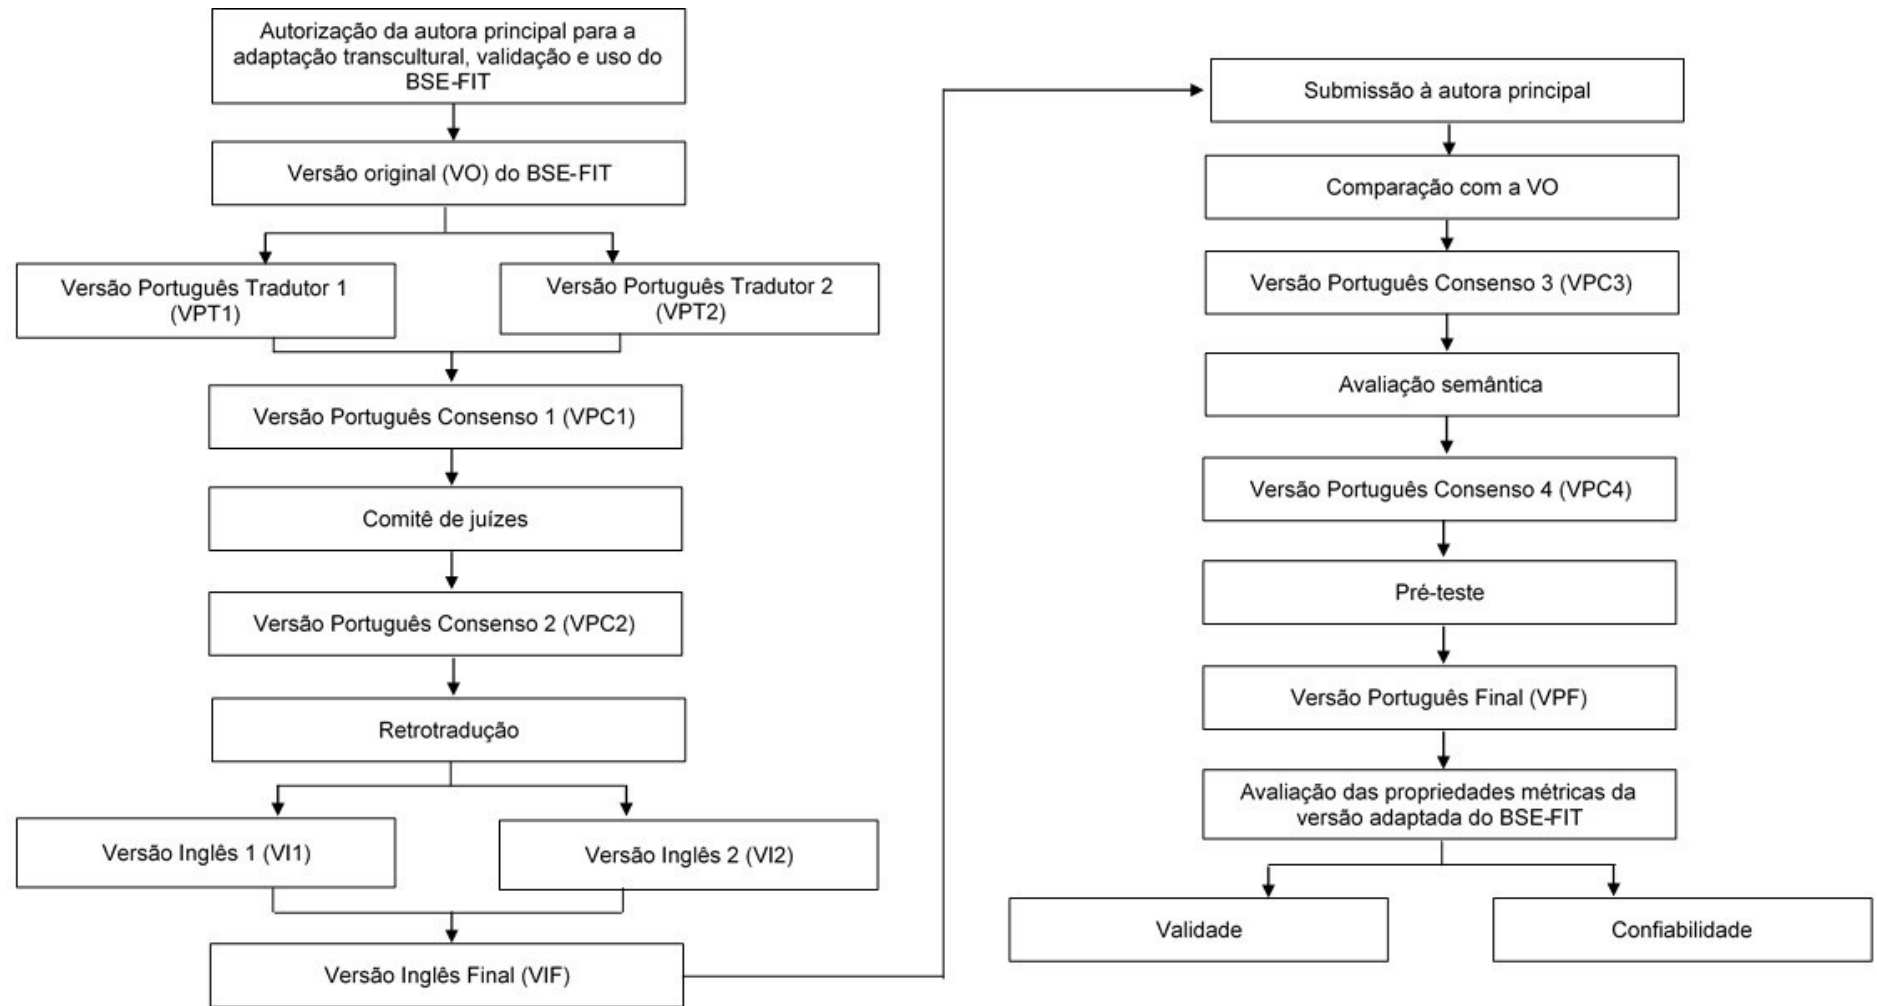 Autorização da autora principal para a
adaptação transcultural, validação e uso do
BSE-FIT
Versão original (VO) do BSE-FIT
Versão Português Tradutor 1
(VPT1)
Versão Português Tradutor 2
(VPT2)
Versão Português Consenso 1 (VPC1)
Comitê de juízes
Versão Português Consenso 2 (VPC2)
Retrotradução
Versão Inglês 1 (VI1)
Versão Inglês 2 (VI2)
Versão Inglês Final (VIF)
Submissão à autora principal
Comparação com a VO
Versão Português Consenso 3 (VPC3)
Avaliação semântica
Versão Português Consenso 4 (VPC4)
Pré-teste
Versão Português Final (VPF)
Avaliação das propriedades métricas da
versão adaptada do BSE-FIT
Validade
Confiabilidade